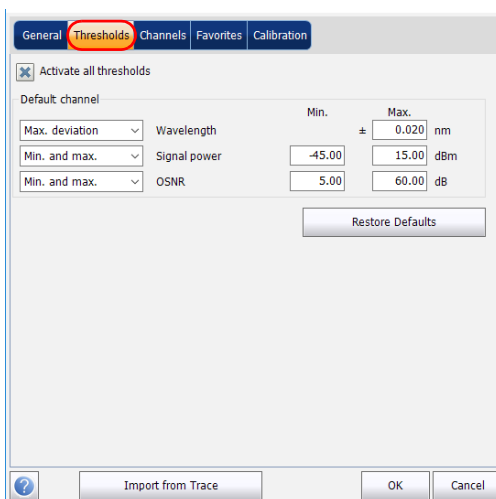 General Thresholds Channels Favorites Calibration
Activate all thresholds
Default channel
Min. Max.
Max. deviation Wavelength ± 0.020 nm
Min. and max. Signal power -45.00 15.00 dBm
Min. and max. OSNR 5.00 60.00 dB
Restore Defaults
? Import from Trace OK Cancel